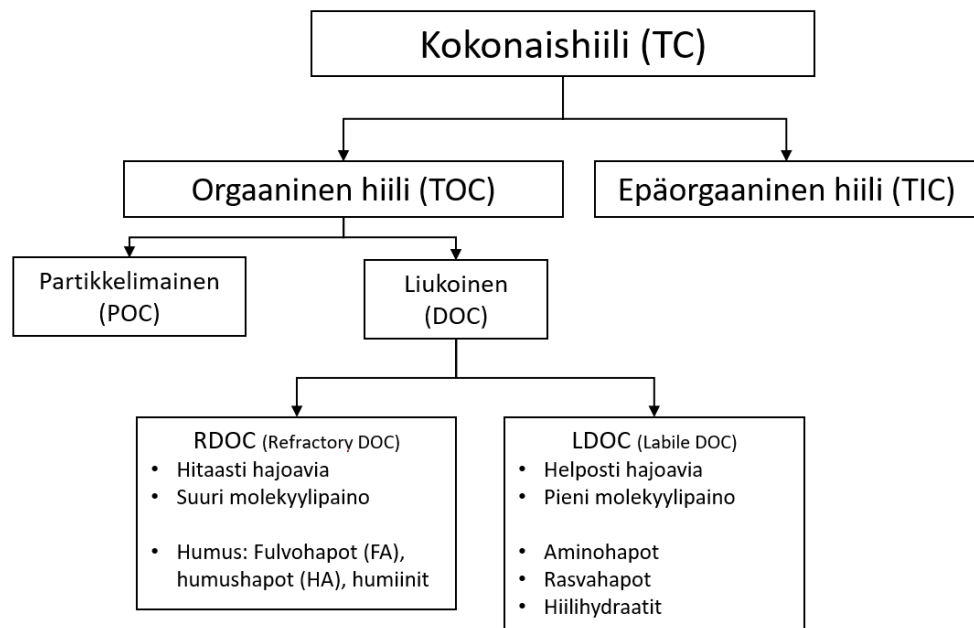 Kokonaishiili (TC)
Orgaaninen hiili (TOC)
Epäorgaaninen hiili (TIC)
Partikkelimainen
(POC)
Liukoinen
(DOC)
RDOC (Refractory DOC)
• Hitaasti hajoavia
• Suuri molekyylipaino
• Humus: Fulvohapot (FA),
humushapot (HA), humiinit
LDOC (Labile DOC)
• Helposti hajoavia
• Pieni molekyylipaino
• Aminohapot
• Rasvahapot
• Hiilihydraatit